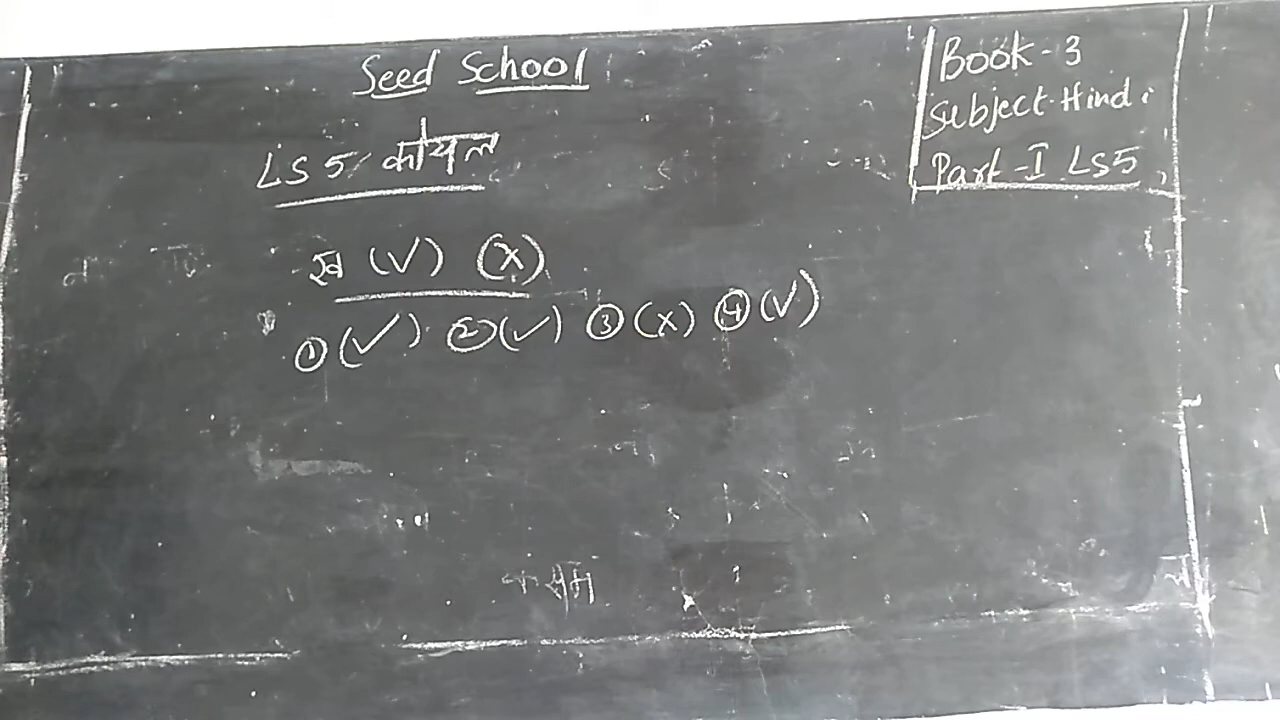 Seed School
LS 5 कोयल
Book-3
Subject-Hindi
Part-I LS5
ख (✓) (x)
① (✓) ② (✓) ③ (x) ④ (✓)